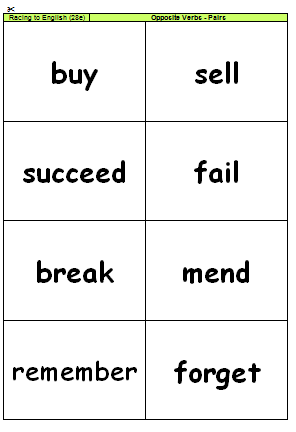 Racing to English (28e) Opposite Verbs - Pairs
buy sell
succeed fail
break mend
remember forget